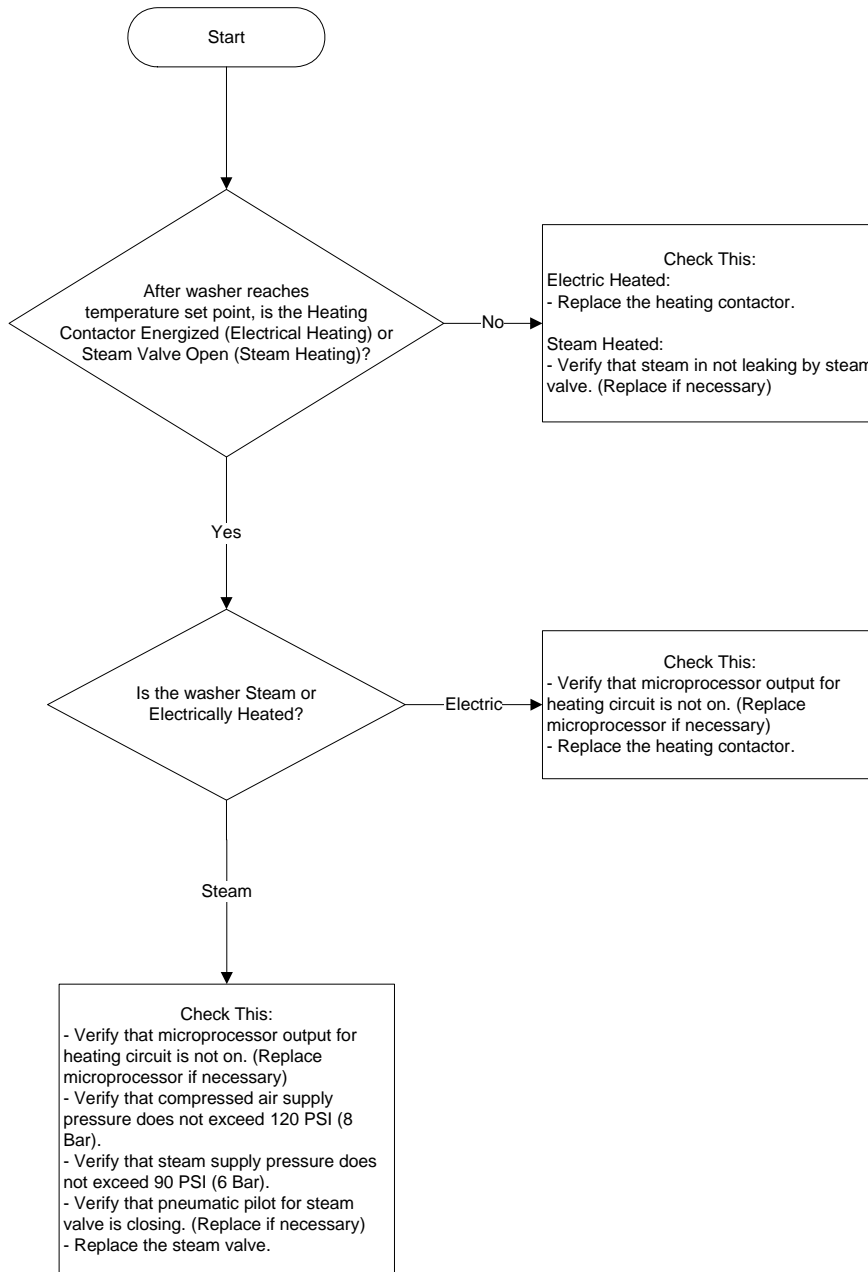 Start
After washer reaches
temperature set point, is the Heating
Contactor Energized (Electrical Heating) or
Steam Valve Open (Steam Heating)?
No
Check This:
Electric Heated:
- Replace the heating contactor.
Steam Heated:
- Verify that steam in not leaking by steam
valve. (Replace if necessary)
Yes
Is the washer Steam or
Electrically Heated?
Electric
Check This:
- Verify that microprocessor output for
heating circuit is not on. (Replace
microprocessor if necessary)
- Replace the heating contactor.
Steam
Check This:
- Verify that microprocessor output for
heating circuit is not on. (Replace
microprocessor if necessary)
- Verify that compressed air supply
pressure does not exceed 120 PSI (8
Bar).
- Verify that steam supply pressure does
not exceed 90 PSI (6 Bar).
- Verify that pneumatic pilot for steam
valve is closing. (Replace if necessary)
- Replace the steam valve.